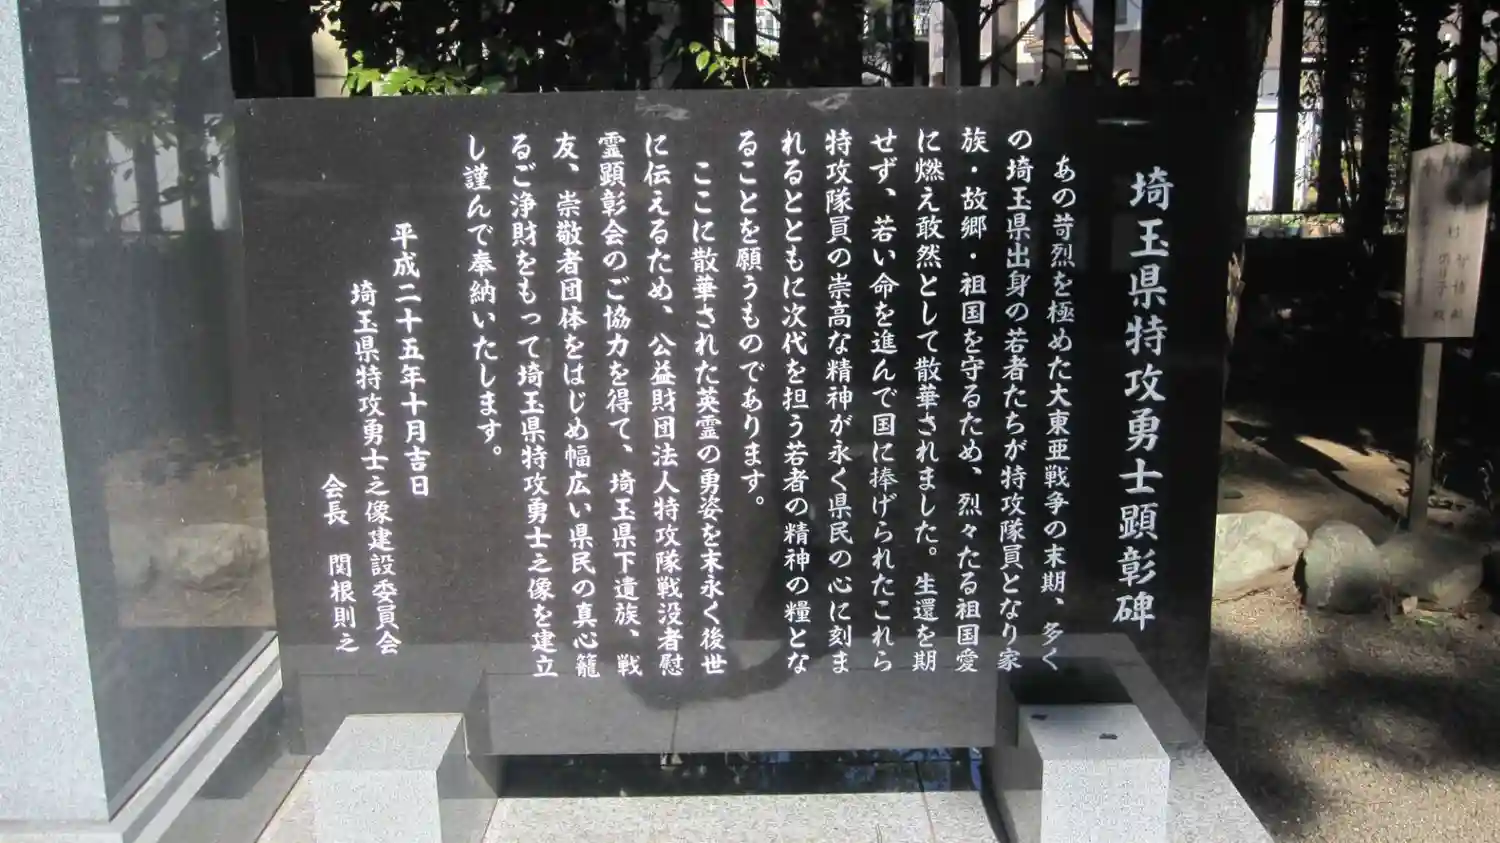 埼玉県特攻勇士顕彰碑
あの苛烈を極めた大東亜戦争の末期、多く
の埼玉県出身の若者たちが特攻隊員となり家
族・故郷・祖国を守るため、烈々たる祖国愛
に燃え敢然として散華されました。生還を期
せず、若い命を進んで国に捧げられたこれら
特攻隊員の崇高な精神が永く県民の心に刻ま
れるとともに次代を担う若者の精神の糧とな
ることを願うものであります。
ここに散華された英霊の勇姿を末永く後世
に伝えるため、公益財団法人特攻隊戦没者慰
霊顕彰会のご協力を得て、埼玉県下遺族、戦
友、崇敬者団体をはじめ幅広い県民の真心籠
るご浄財をもって埼玉県特攻勇士之像を建立
し謹んで奉納いたします。
平成二十五年十月吉日
埼玉県特攻勇士之像建設委員会
会長 関根則之